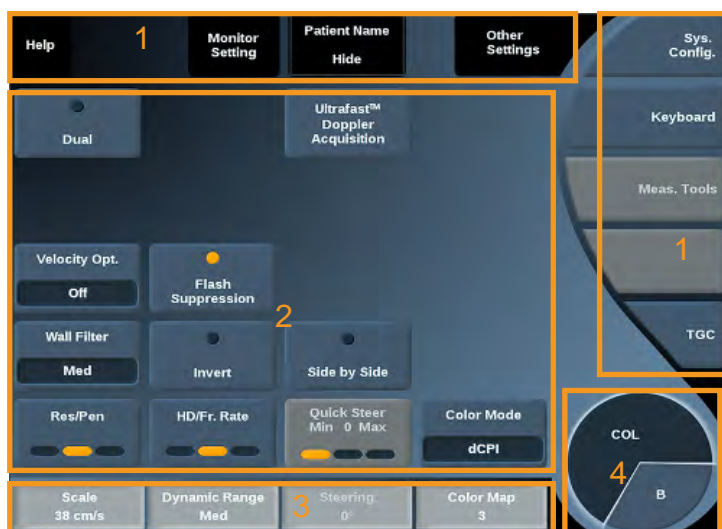 Help
1
Monitor
Setting
Patient Name
Hide
Other
Settings
Sys.
Config.
Dual
Ultrafast™
Doppler
Acquisition
Keyboard
Meas. Tools
1
TGC
Velocity Opt.
Off
Flash
Suppression
2
Wall Filter
Med
Invert
Side by Side
Res/Pen
HD/Fr. Rate
Quick Steer
Min 0 Max
Color Mode
dCPI
COL
4
B
Scale
38 cm/s
Dynamic Range
Med
3
Steering
0°
Color Map
3